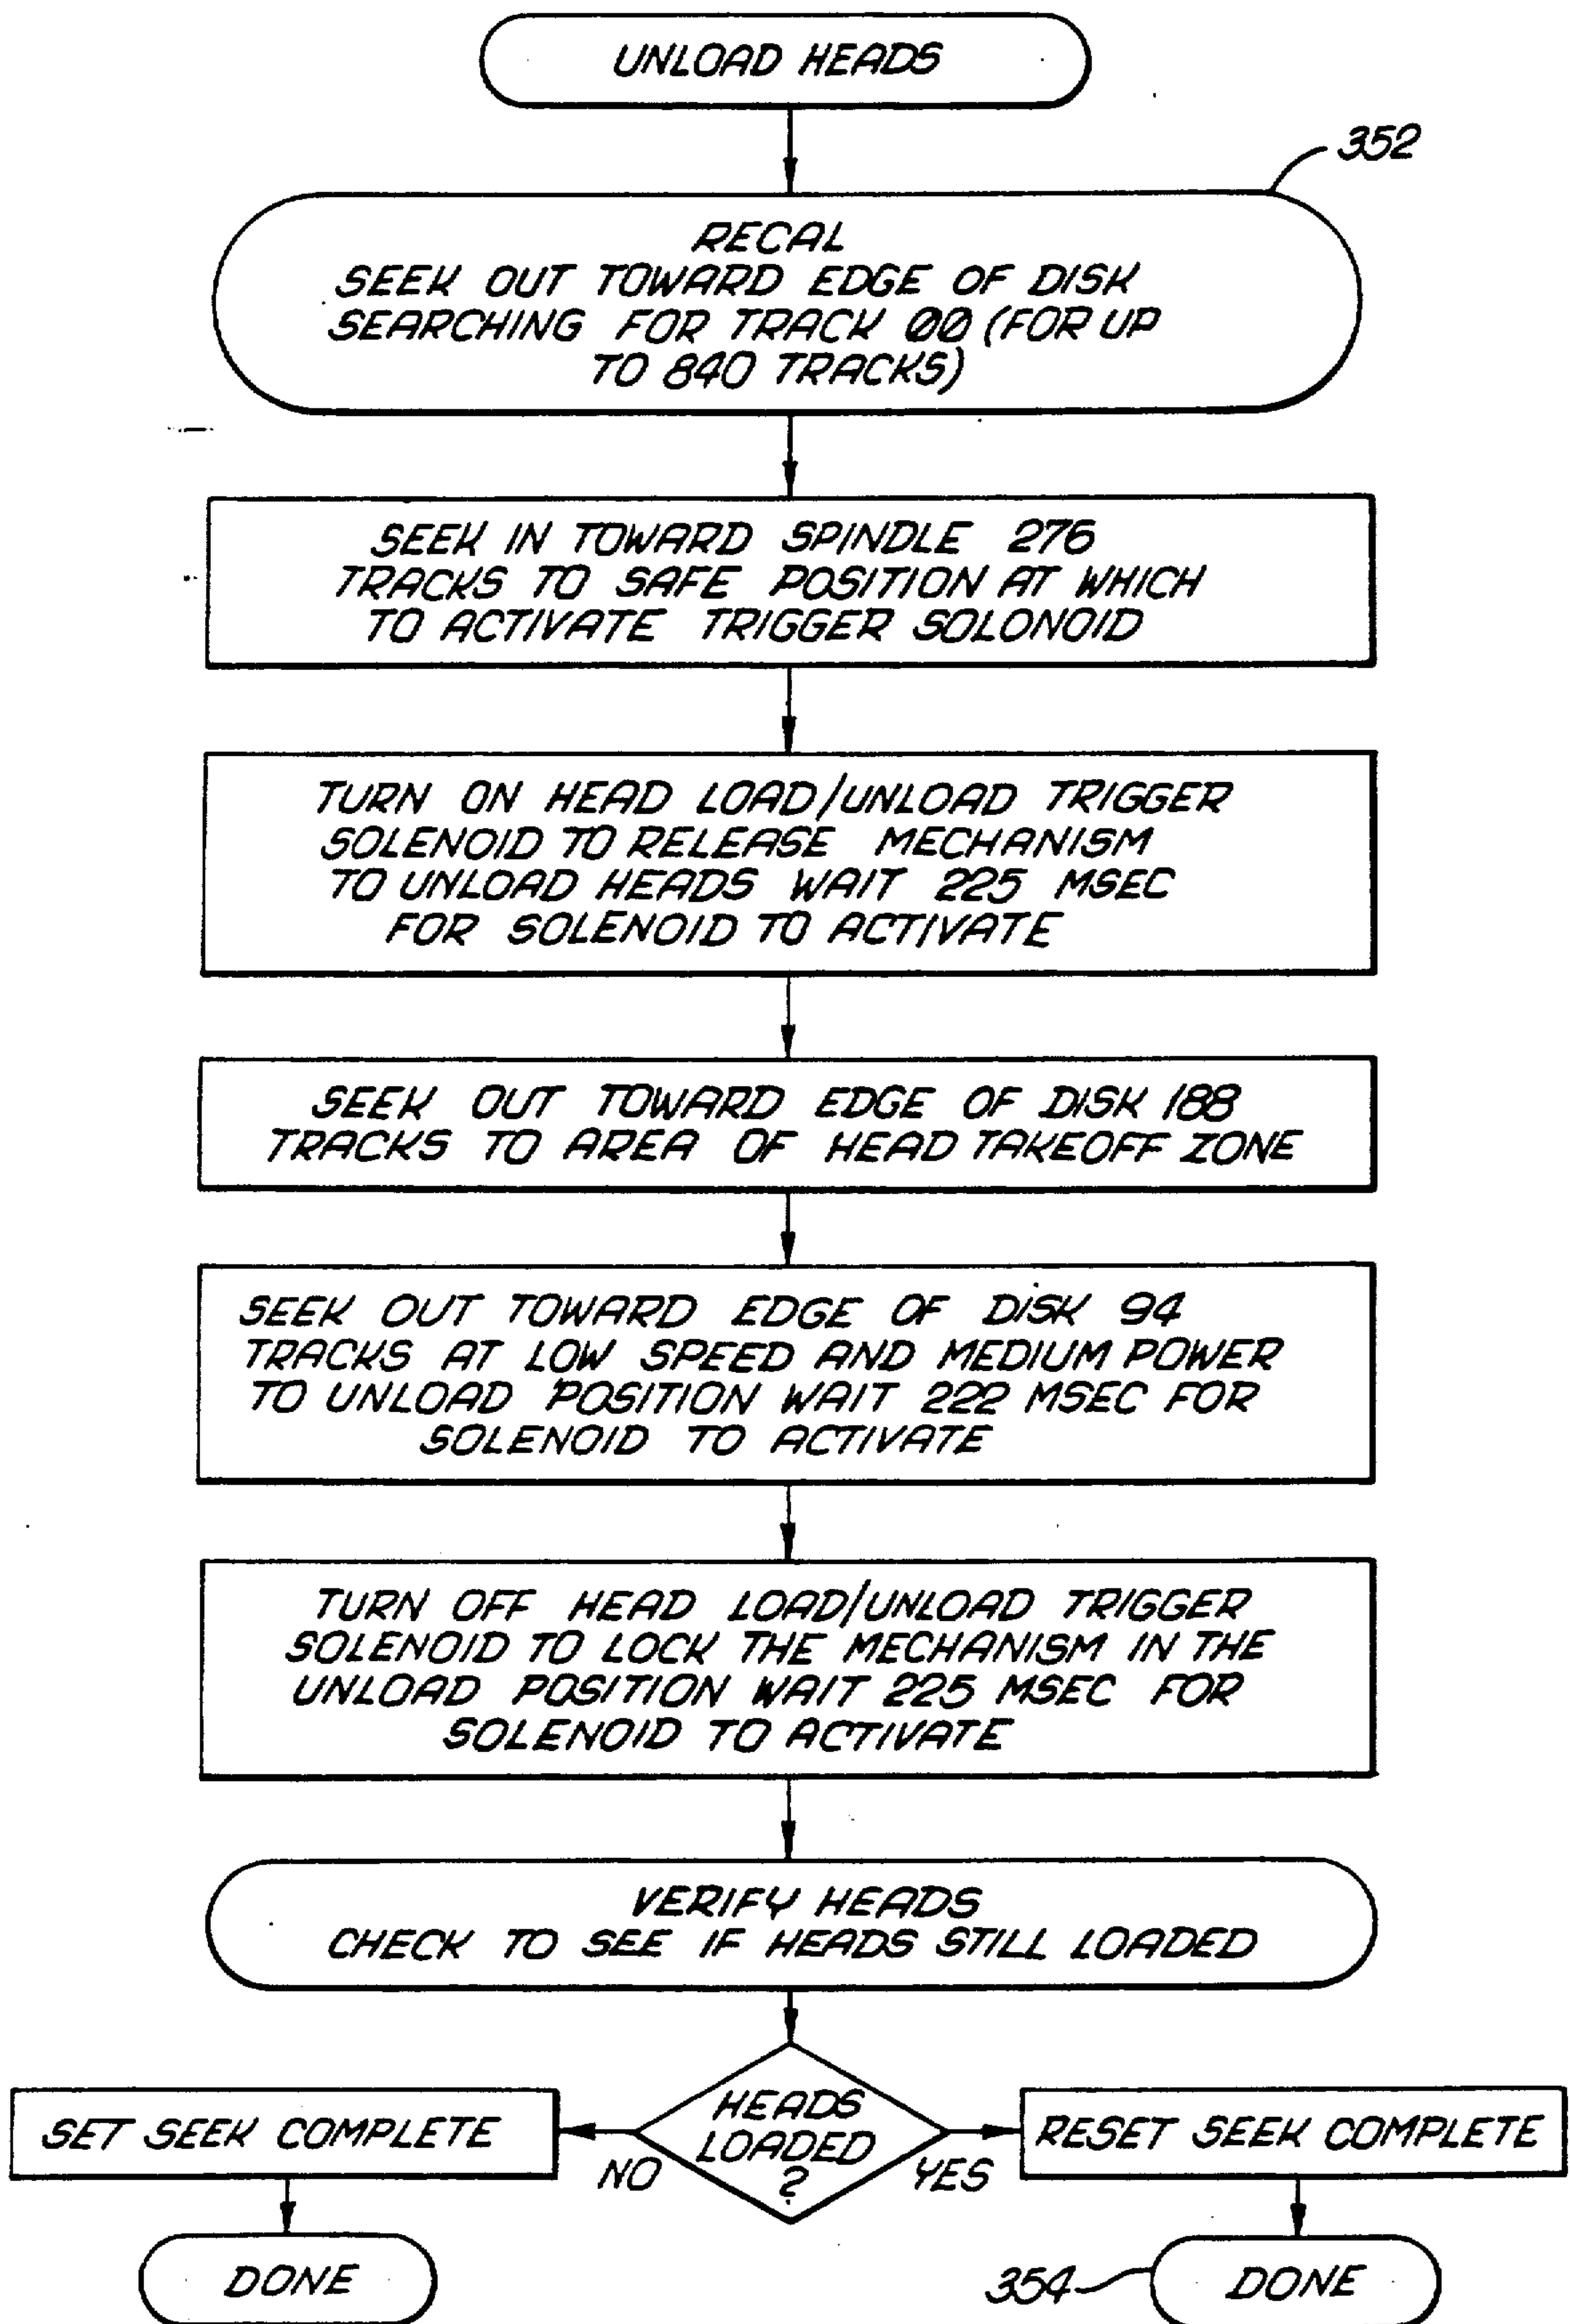 UNLOAD HEADS
352
RECAL
SEEK OUT TOWARD EDGE OF DISK
SEARCHING FOR TRACK 00 (FOR UP
TO 840 TRACKS)
SEEK IN TOWARD SPINDLE 276
TRACKS TO SAFE POSITION AT WHICH
TO ACTIVATE TRIGGER SOLONOID
TURN ON HEAD LOAD/UNLOAD TRIGGER
SOLENOID TO RELEASE MECHANISM
TO UNLOAD HEADS WAIT 225 MSEC
FOR SOLENOID TO ACTIVATE
SEEK OUT TOWARD EDGE OF DISK 188
TRACKS TO AREA OF HEAD TAKEOFF ZONE
SEEK OUT TOWARD EDGE OF DISK 94
TRACKS AT LOW SPEED AND MEDIUM POWER
TO UNLOAD POSITION WAIT 222 MSEC FOR
SOLENOID TO ACTIVATE
TURN OFF HEAD LOAD/UNLOAD TRIGGER
SOLENOID TO LOCK THE MECHANISM IN THE
UNLOAD POSITION WAIT 225 MSEC FOR
SOLENOID TO ACTIVATE
VERIFY HEADS
CHECK TO SEE IF HEADS STILL LOADED
HEADS
LOADED
?
NO
YES
SET SEEK COMPLETE
RESET SEEK COMPLETE
DONE
354
DONE